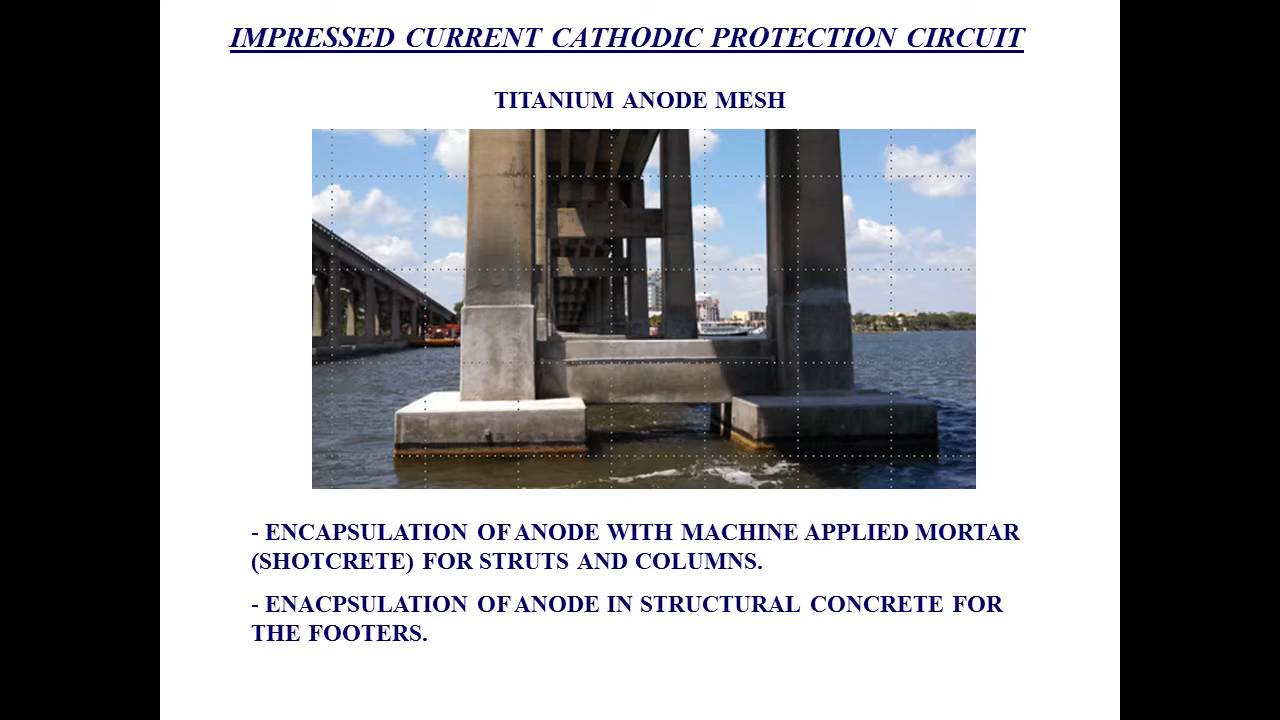 IMPRESSED CURRENT CATHODIC PROTECTION CIRCUIT
TITANIUM ANODE MESH
- ENCAPSULATION OF ANODE WITH MACHINE APPLIED MORTAR
(SHOTCRETE) FOR STRUTS AND COLUMNS.
- ENACPSULATION OF ANODE IN STRUCTURAL CONCRETE FOR
THE FOOTERS.